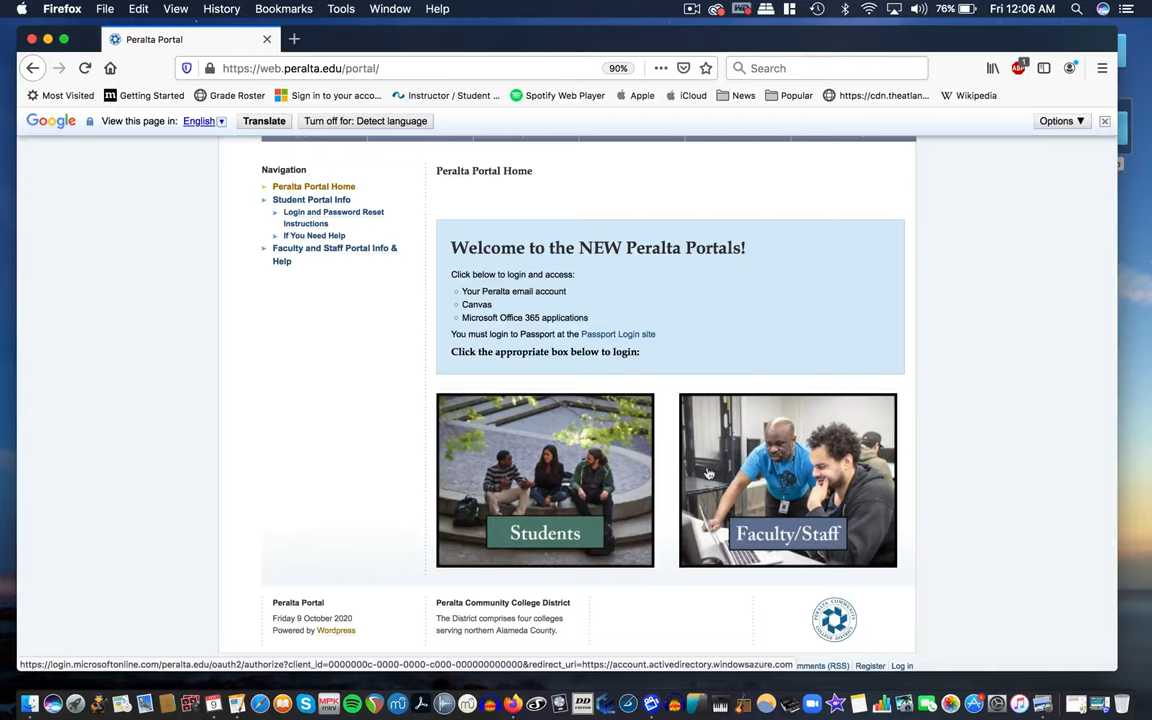 Firefox File Edit View History Bookmarks Tools Window Help 76% Fri 12:06 AM
Peralta Portal
https://web.peralta.edu/portal/ 90% Search
Most Visited Getting Started Grade Roster Sign in to your acco... Instructor / Student ... Spotify Web Player Apple iCloud News Popular https://cdn.theatlan... Wikipedia
Google View this page in: English Translate Turn off for: Detect language Options ▼
Navigation
Peralta Portal Home
Student Portal Info
Login and Password Reset
Instructions
If You Need Help
Faculty and Staff Portal Info &
Help
Peralta Portal Home
Welcome to the NEW Peralta Portals!
Click below to login and access:
Your Peralta email account
Canvas
Microsoft Office 365 applications
You must login to Passport at the Passport Login site
Click the appropriate box below to login:
Students
Faculty/Staff
Peralta Portal
Friday 9 October 2020
Powered by Wordpress
Peralta Community College District
The District comprises four colleges
serving northern Alameda County.
https://login.microsoftonline.com/peralta.edu/oauth2/authorize?client_id=0000000c-0000-0000-c000-000000000000&redirect_uri=https://account.activedirectory.windowsazure.com
mments (RSS) Register Log in